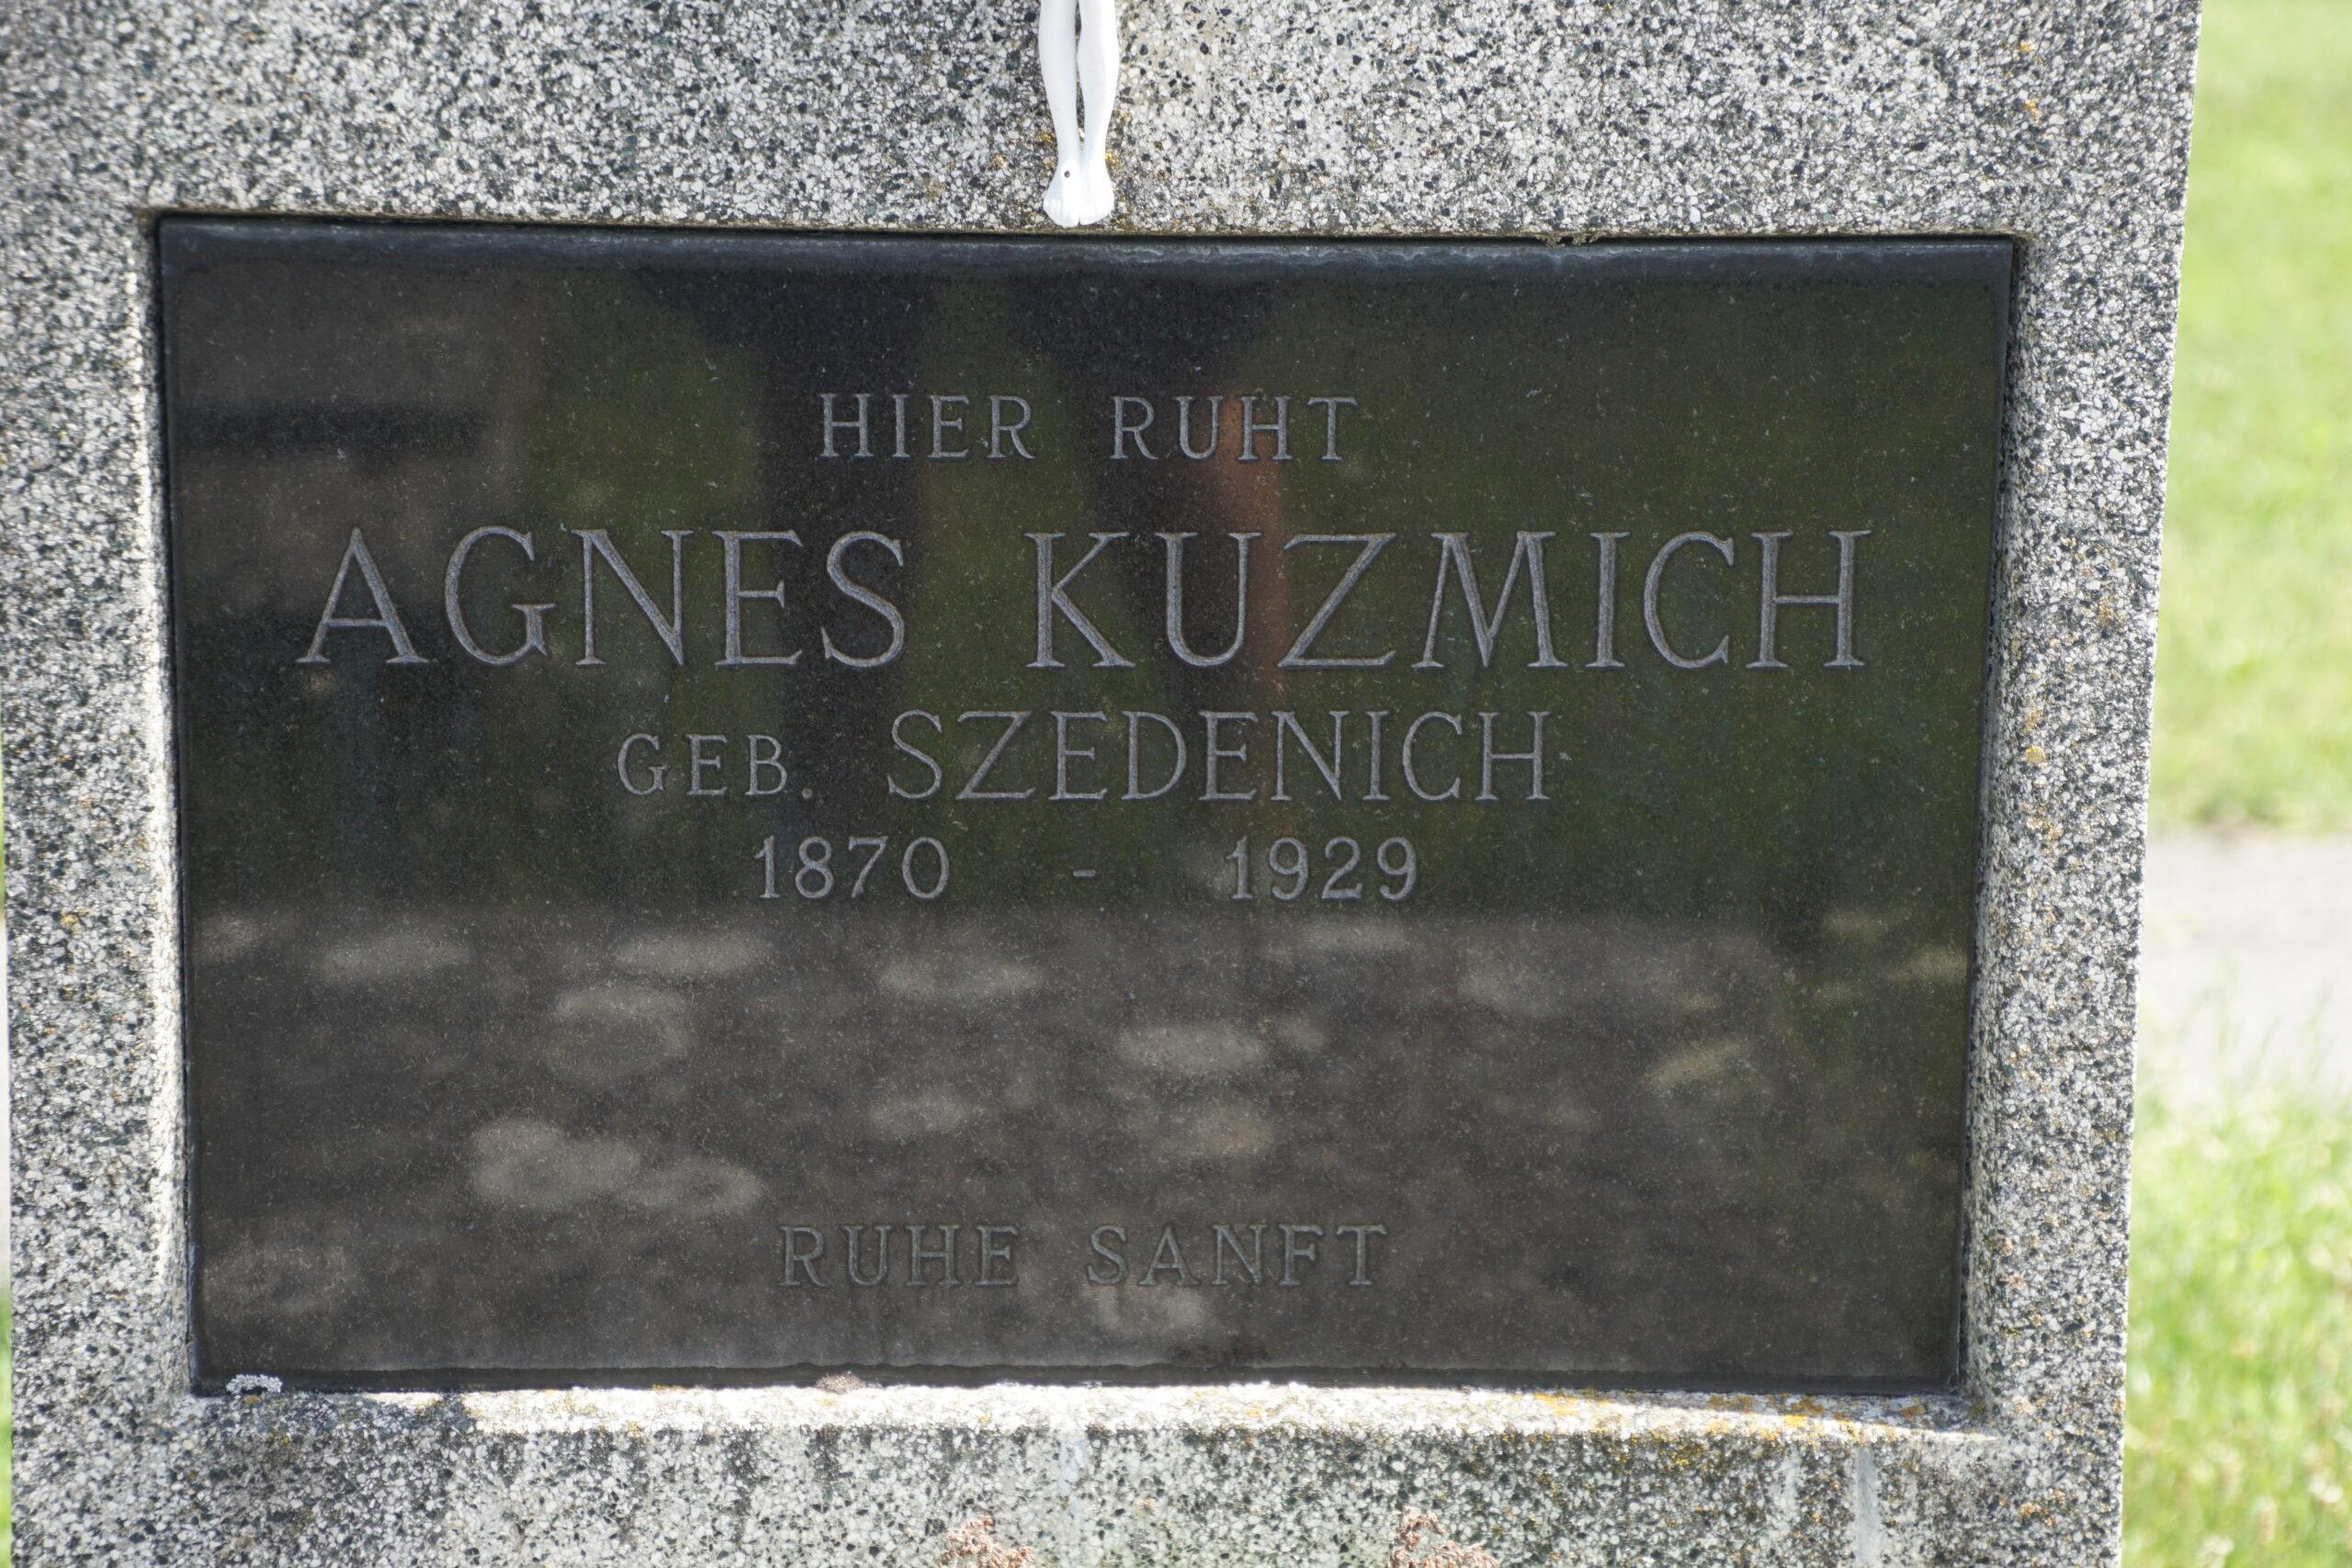 HIER RUHT
AGNES KUZMICH
GEB. SZEDENICH
1870 - 1929
RUHE SANFT